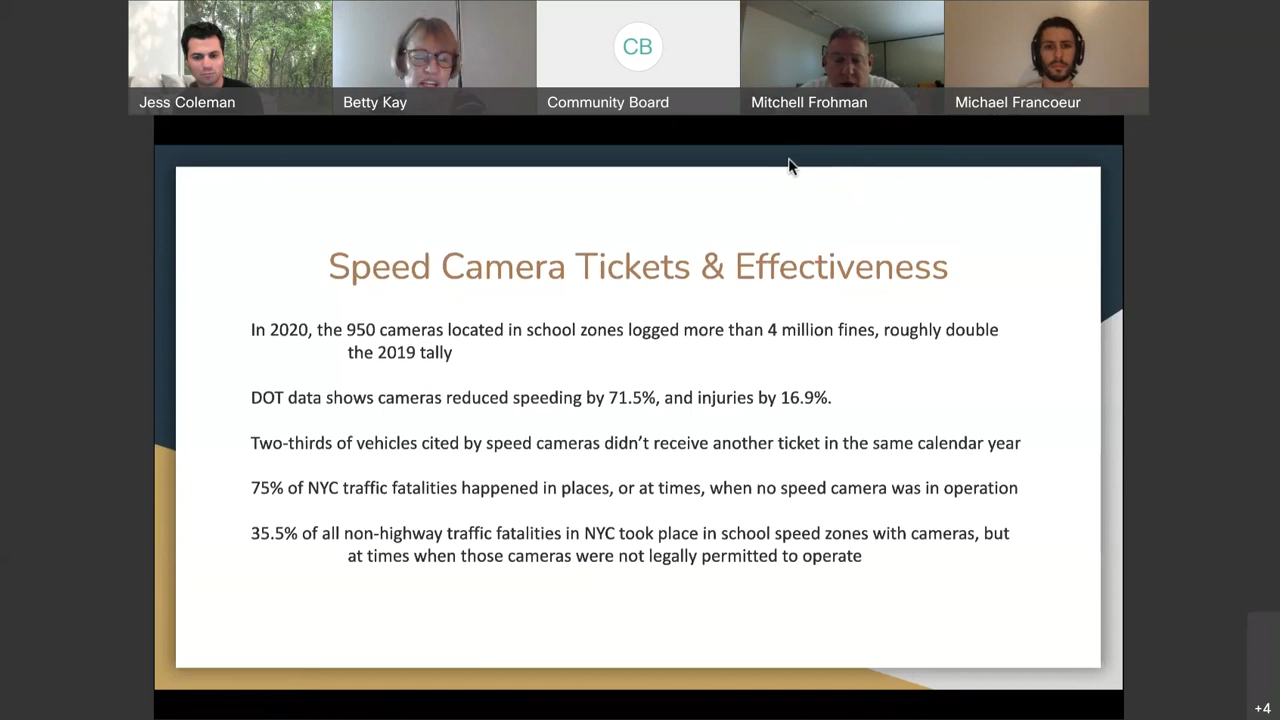 CB
Jess Coleman
Betty Kay
Community Board
Mitchell Frohman
Michael Francoeur
Speed Camera Tickets & Effectiveness
In 2020, the 950 cameras located in school zones logged more than 4 million fines, roughly double
the 2019 tally
DOT data shows cameras reduced speeding by 71.5%, and injuries by 16.9%.
Two-thirds of vehicles cited by speed cameras didn’t receive another ticket in the same calendar year
75% of NYC traffic fatalities happened in places, or at times, when no speed camera was in operation
35.5% of all non-highway traffic fatalities in NYC took place in school speed zones with cameras, but
at times when those cameras were not legally permitted to operate
+4